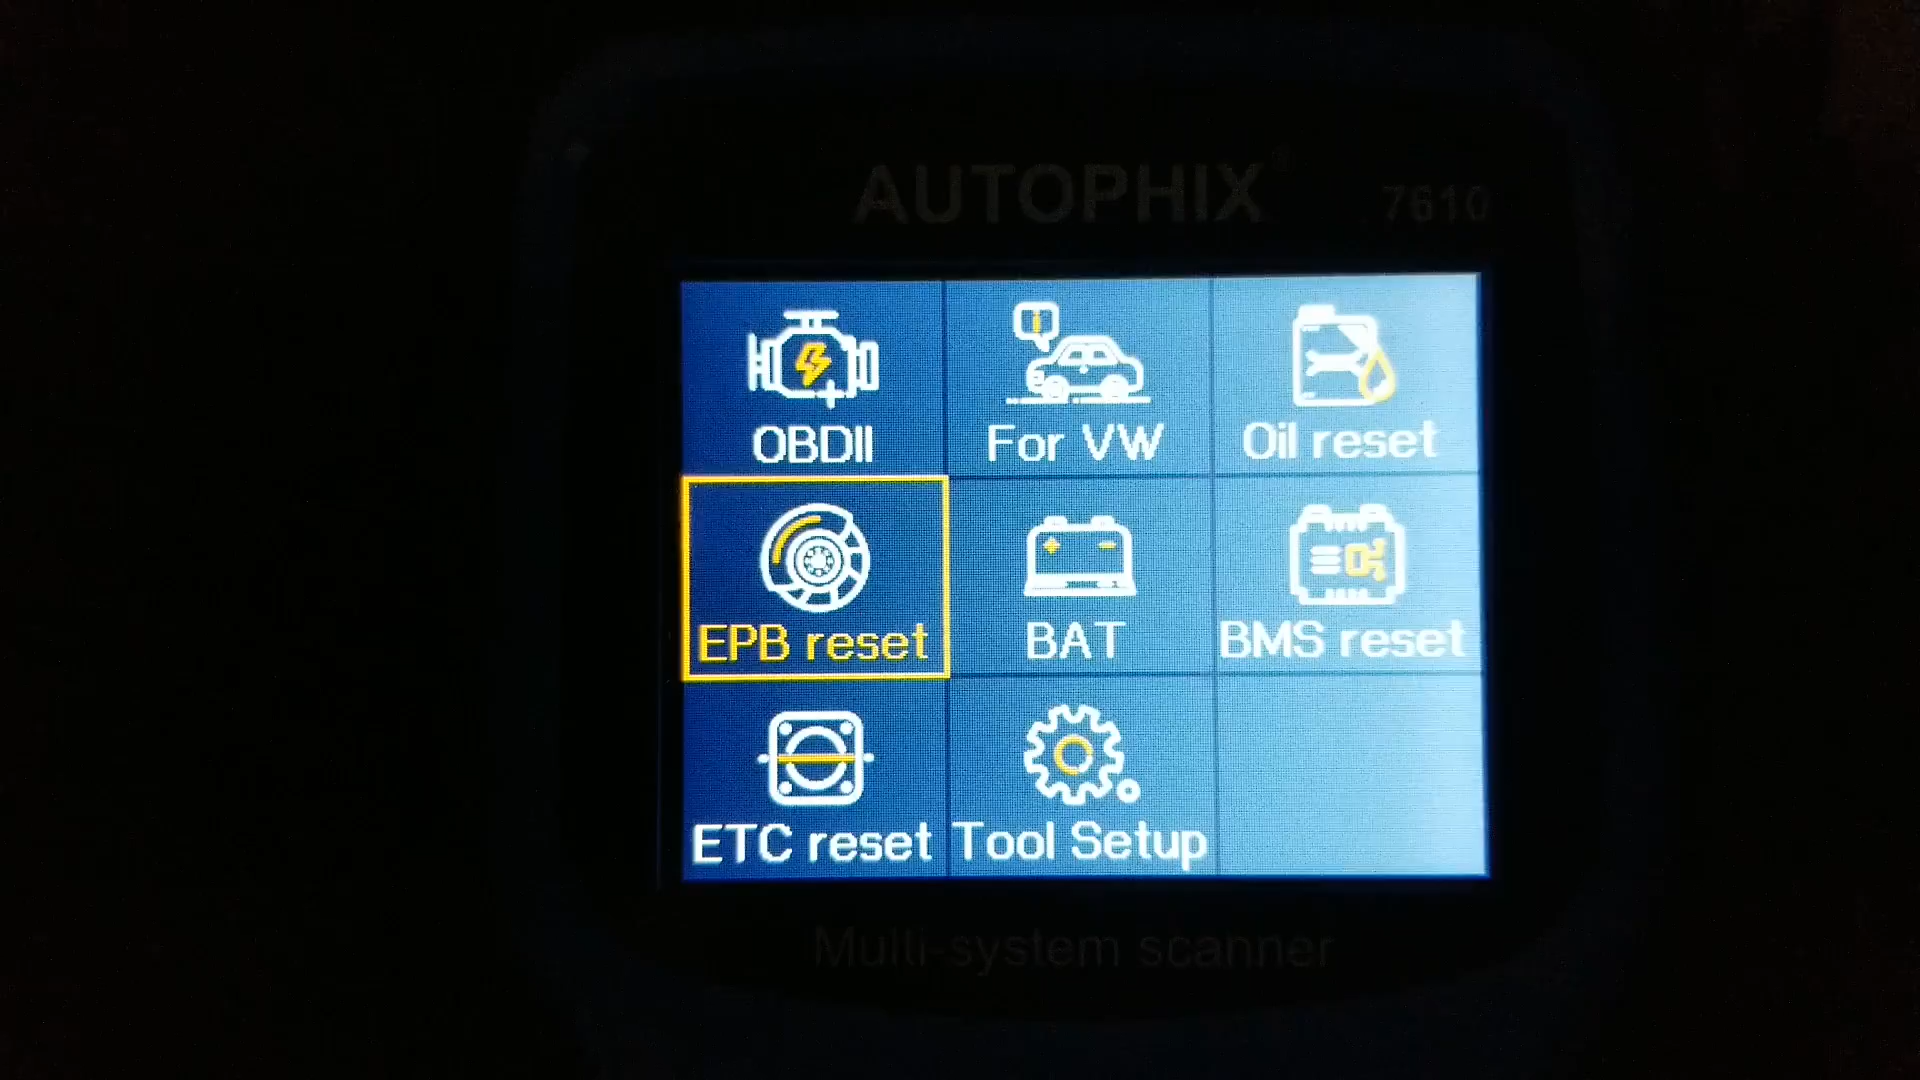 AUTOPHIX® 7610
OBDII For VW Oil reset
EPB reset BAT BMS reset
ETC reset Tool Setup
Multi-system scanner